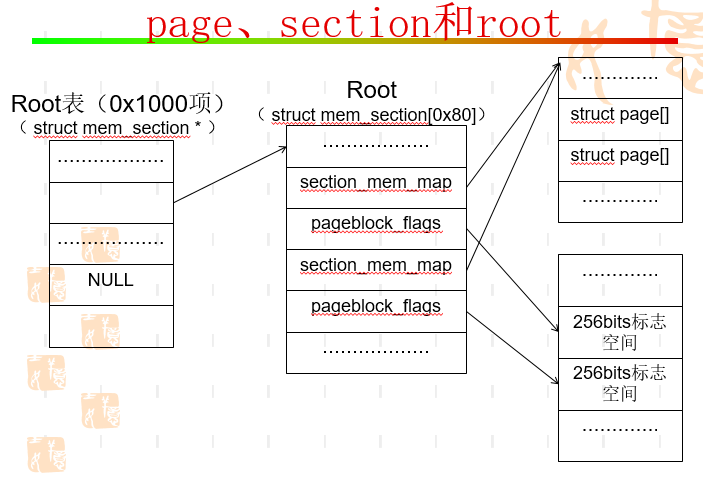 page、section和root
Root表（0x1000项）
（ struct mem_section * ）
………………
………………
NULL
Root
（ struct mem_section[0x80]）
………………
section_mem_map
pageblock_flags
section_mem_map
pageblock_flags
………………
………….
struct page[]
struct page[]
………….
………….
256bits标志
空间
256bits标志
空间
………….